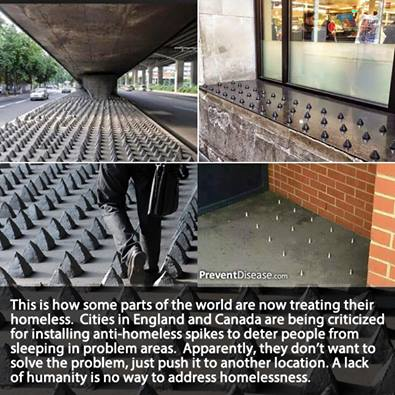 PreventDisease.com
This is how some parts of the world are now treating their
homeless. Cities in England and Canada are being criticized
for installing anti-homeless spikes to deter people from
sleeping in problem areas. Apparently, they don't want to
solve the problem, just push it to another location. A lack
of humanity is no way to address homelessness.